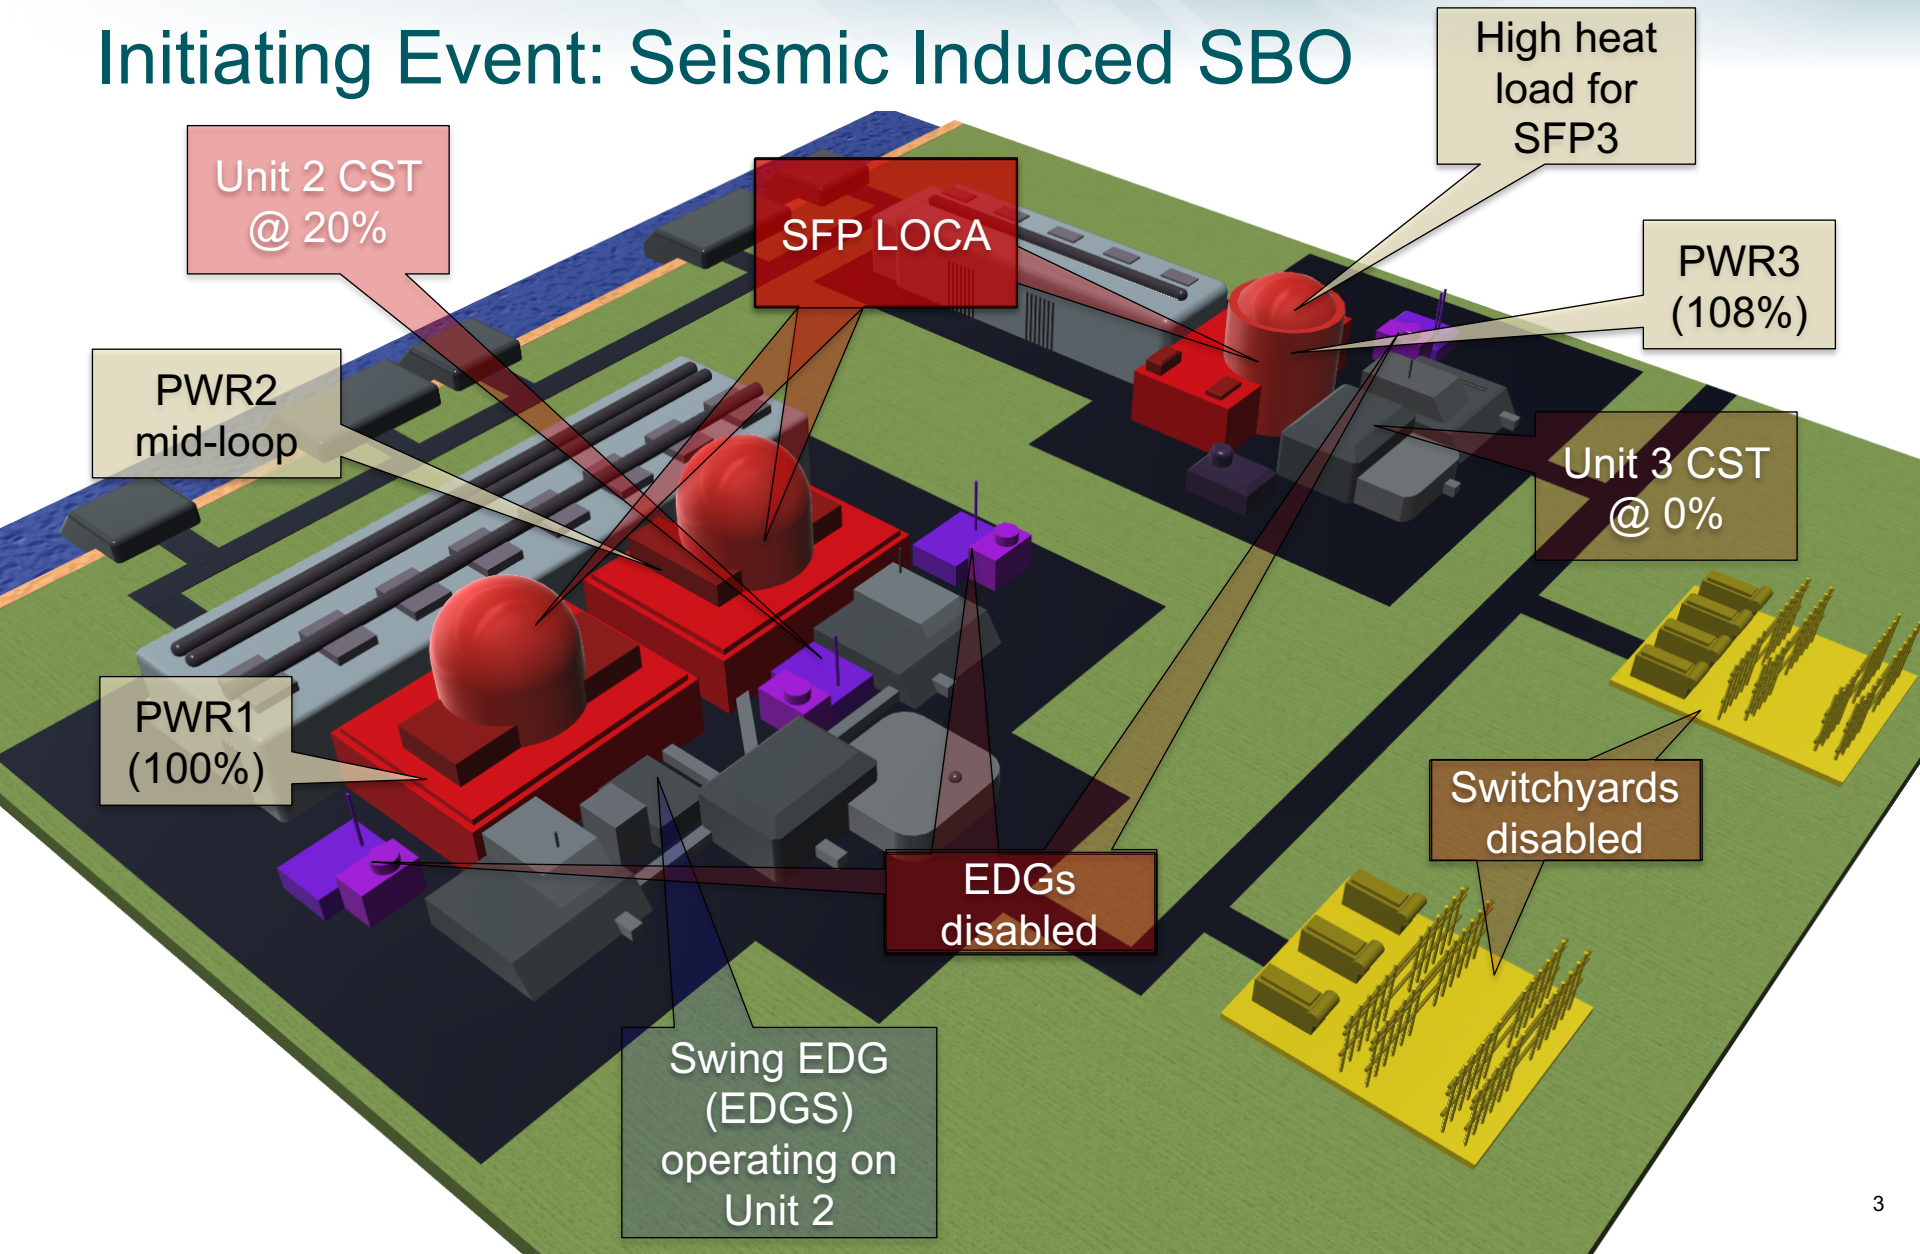 Initiating Event: Seismic Induced SBO
High heat
load for
SFP3
Unit 2 CST
@ 20%
SFP LOCA
PWR3
(108%)
PWR2
mid-loop
Unit 3 CST
@ 0%
PWR1
(100%)
Switchyards
disabled
EDGs
disabled
Swing EDG
(EDGS)
operating on
Unit 2
3